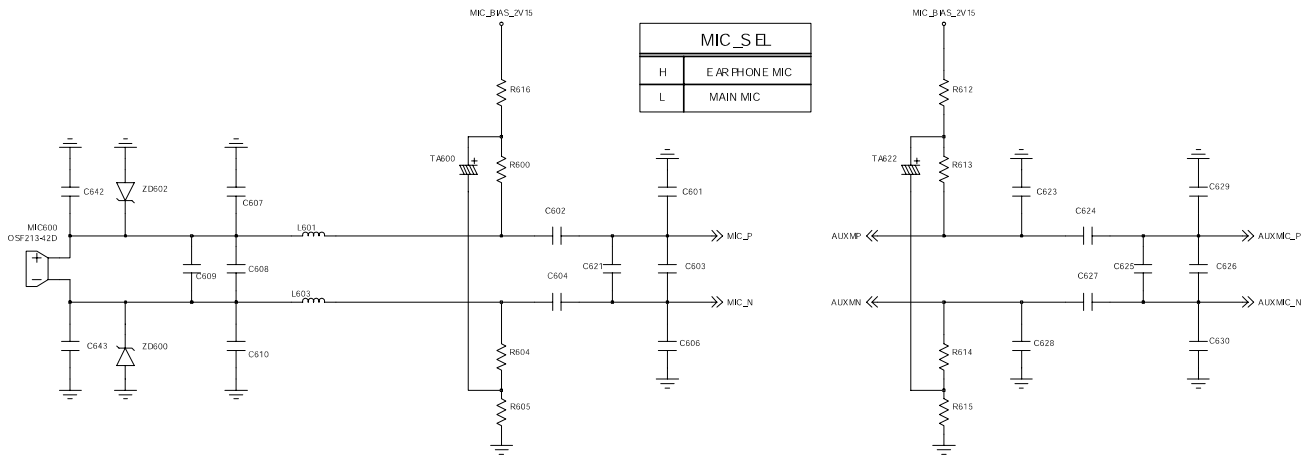 MIC_BIAS_2V15
MIC_BIAS_2V15
MIC_SEL
H EARPHONE MIC
L MAIN MIC
R616
R612
TA600
+
R600
TA622
+
R613
C642
ZD602
C607
C601
C623
C629
MIC600
OSF213-42D
L601
C602
C624
MIC_P
AUXMP
AUXMIC_P
+
-
C609
C608
C604
C621
C603
C627
C625
C626
L603
MIC_N
AUXMN
AUXMIC_N
C643
ZD600
C610
R604
C606
R614
C628
C630
R605
R615